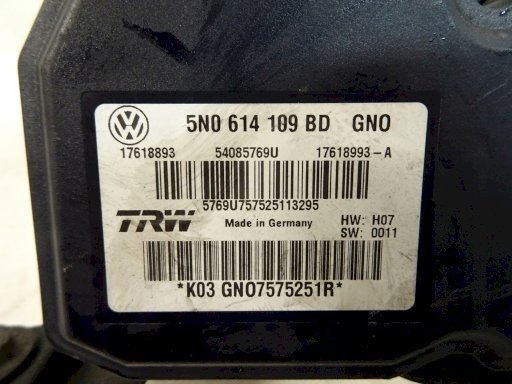 5N0 614 109 BD GNO
17618893 54085769U 17618993-A
5769U757525113295
TRW Made in Germany HW: H07
SW: 0011
*K03 GNO7575251R*